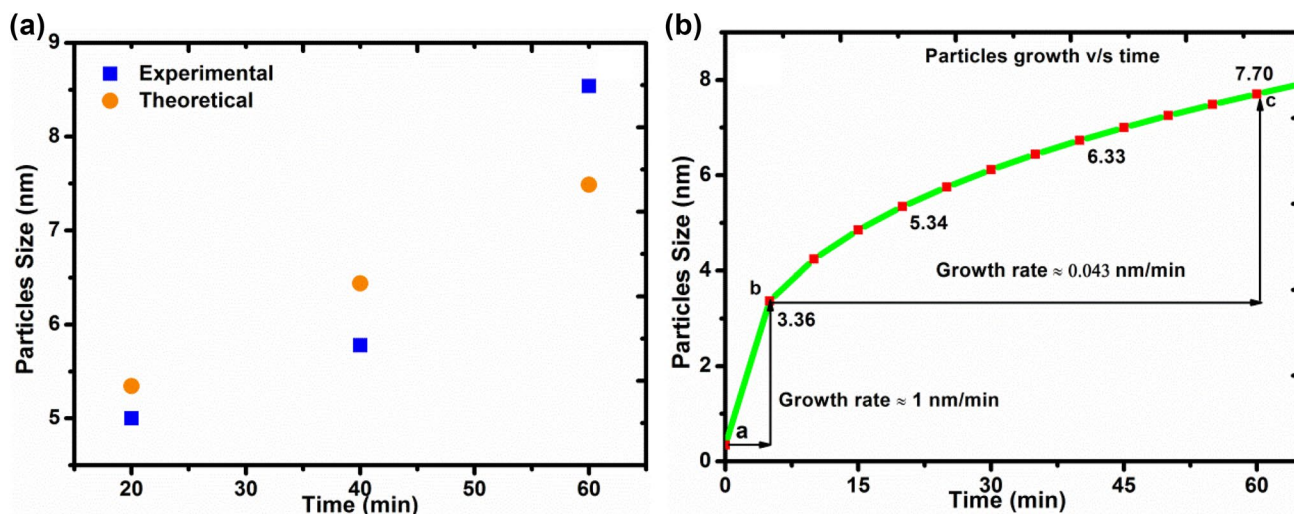 (a)
9
8
7
6
5
Particles Size (nm)
Experimental
Theoretical
20
30
40
50
60
Time (min)
(b)
Particles growth v/s time
8
6
4
2
0
Particles Size (nm)
7.70
c
6.33
5.34
Growth rate ≈ 0.043 nm/min
b
3.36
Growth rate ≈ 1 nm/min
a
0
15
30
45
60
Time (min)